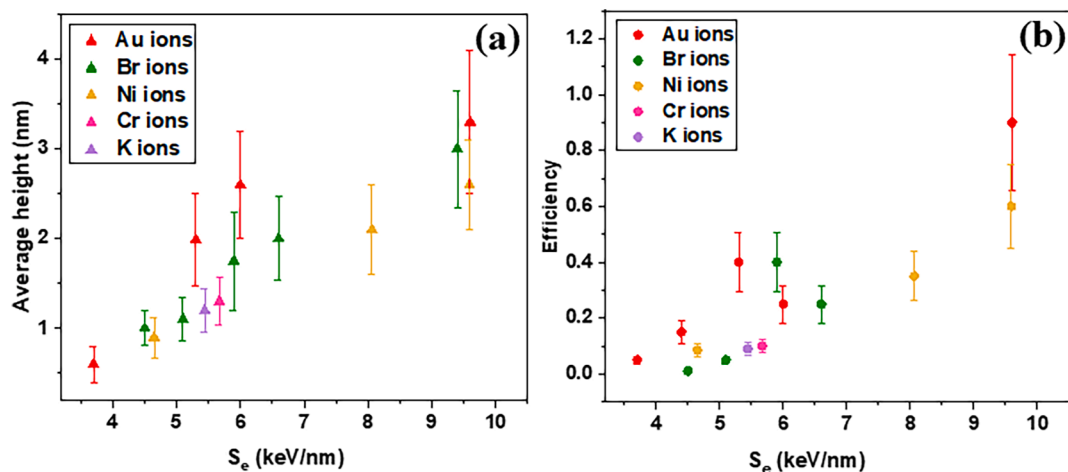 (a)
Au ions
Br ions
Ni ions
Cr ions
K ions
Average height (nm)
4
3
2
1
4 5 6 7 8 9 10
Se (keV/nm)
(b)
Au ions
Br ions
Ni ions
Cr ions
K ions
Efficiency
1.2
1.0
0.8
0.6
0.4
0.2
0.0
4 5 6 7 8 9 10
Se (keV/nm)